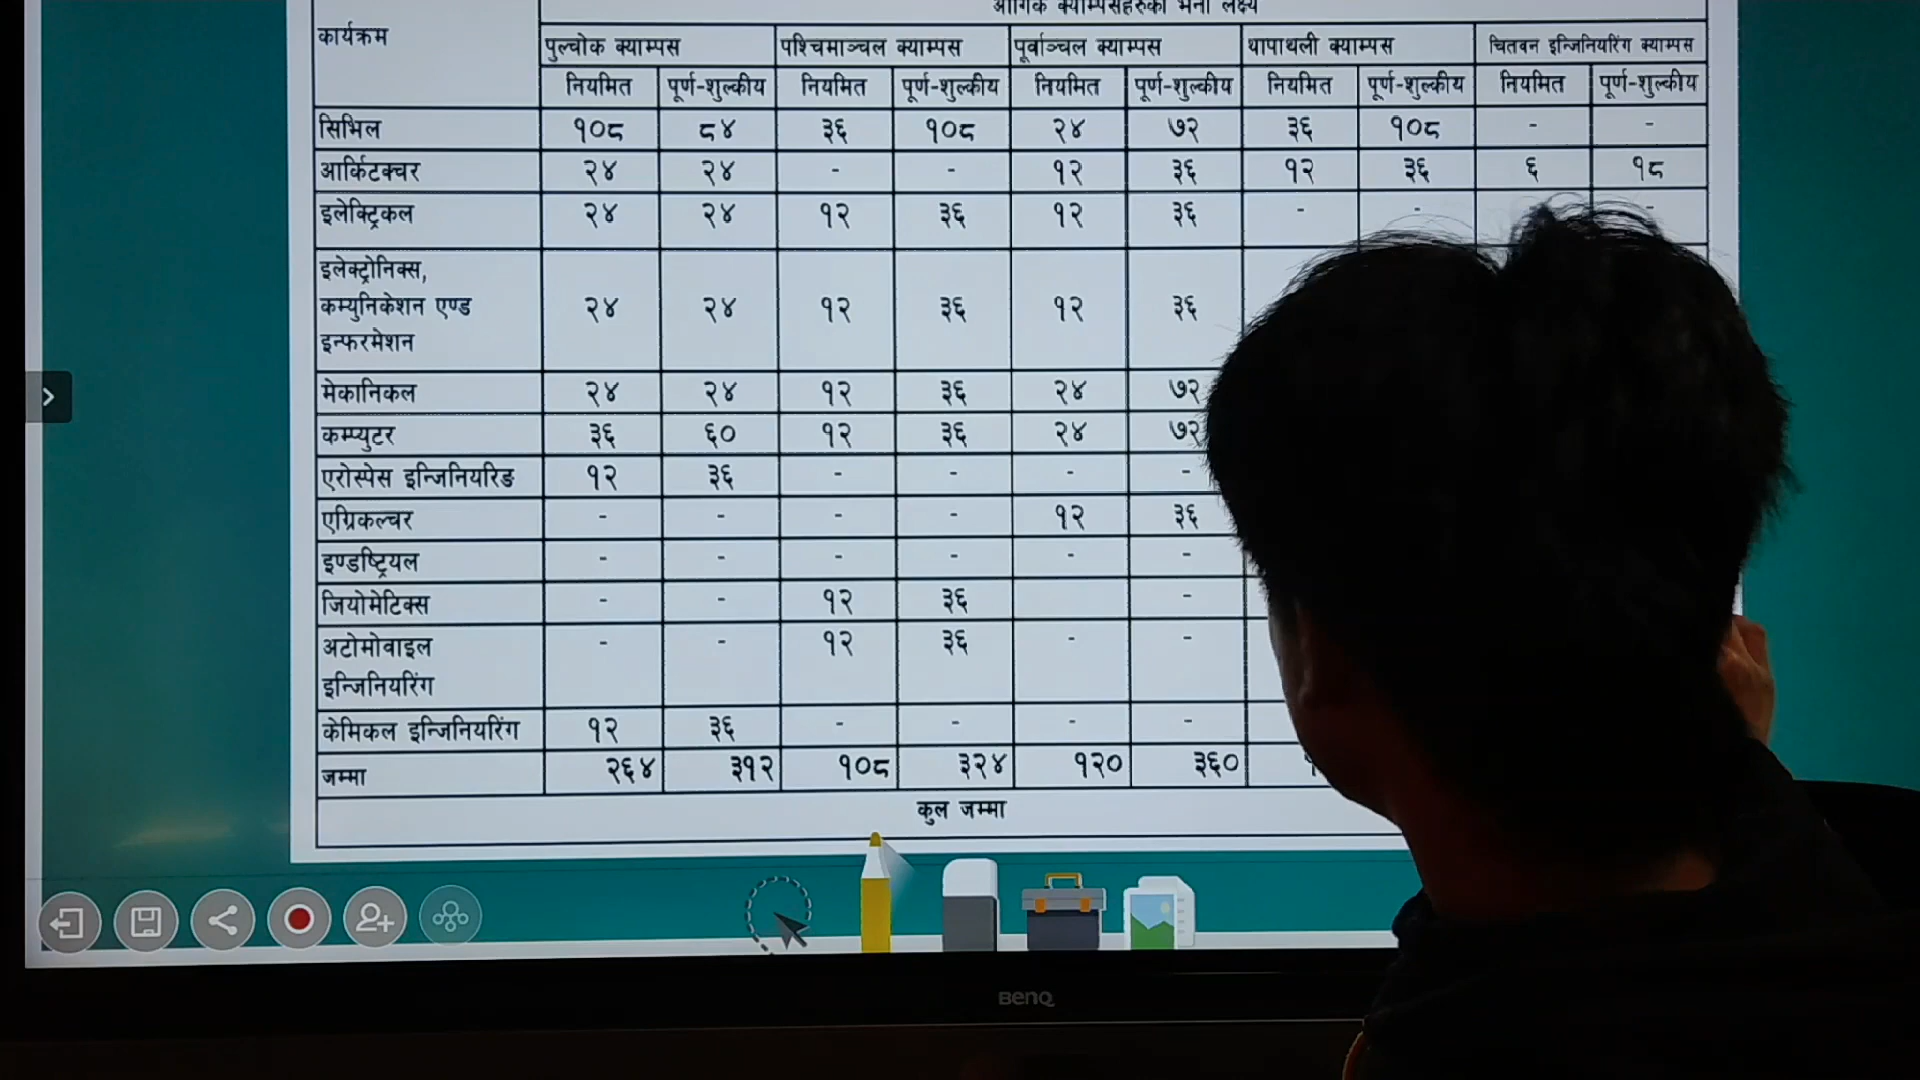 आंगिक क्याम्पसहरुको भर्ना लक्ष्य
कार्यक्रम
पुल्चोक क्याम्पस पश्चिमाञ्चल क्याम्पस पूर्वाञ्चल क्याम्पस थापाथली क्याम्पस चितवन इन्जिनियरिंग क्याम्पस
नियमित पूर्ण-शुल्कीय नियमित पूर्ण-शुल्कीय नियमित पूर्ण-शुल्कीय नियमित पूर्ण-शुल्कीय नियमित पूर्ण-शुल्कीय
सिभिल १०८ ८४ ३६ १०८ २४ ७२ ३६ १०८ - -
आर्किटक्चर २४ २४ - - १२ ३६ १२ ३६ ६ १८
इलेक्ट्रिकल २४ २४ १२ ३६ १२ ३६ - - -
इलेक्ट्रोनिक्स,
कम्युनिकेशन एण्ड २४ २४ १२ ३६ १२ ३६
इन्फरमेशन
मेकानिकल २४ २४ १२ ३६ २४ ७२
कम्प्युटर ३६ ६० १२ ३६ २४ ७२
एरोस्पेस इन्जिनियरिङ १२ ३६ - - - -
एग्रिकल्चर - - - - १२ ३६
इण्डष्ट्रियल - - - - - -
जियोमेटिक्स - - १२ ३६ -
अटोमोवाइल - - १२ ३६ - -
इन्जिनियरिंग
केमिकल इन्जिनियरिंग १२ ३६ - - - -
जम्मा २६४ ३१२ १०८ ३२४ १२० ३६०
कुल जम्मा
BenQ